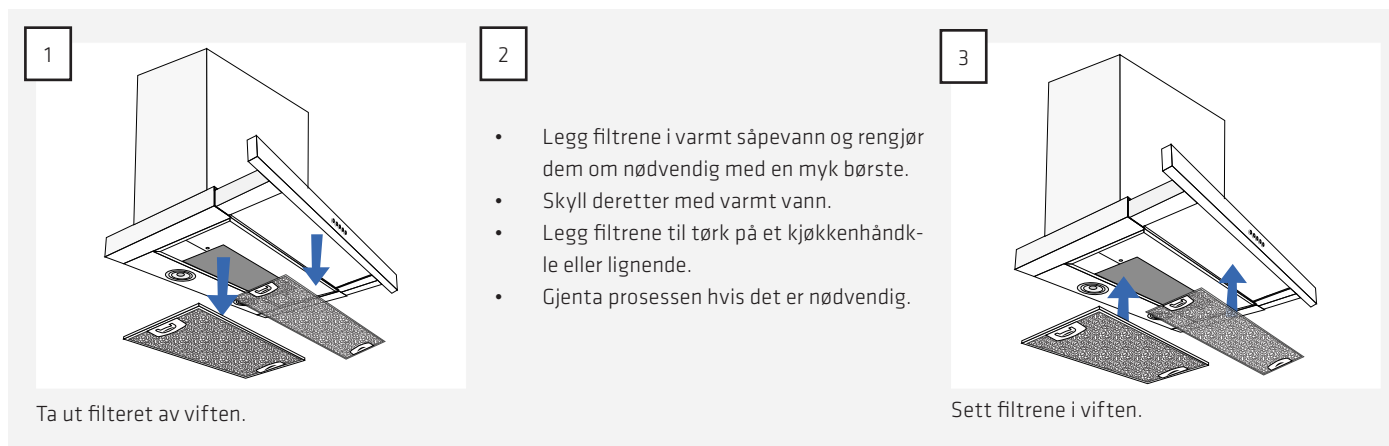 1
Ta ut filteret av viften.
2
• Legg filtrene i varmt såpevann og rengjør
dem om nødvendig med en myk børste.
• Skyll deretter med varmt vann.
• Legg filtrene til tørk på et kjøkkenhåndk-
le eller lignende.
• Gjenta prosessen hvis det er nødvendig.
3
Sett filtrene i viften.